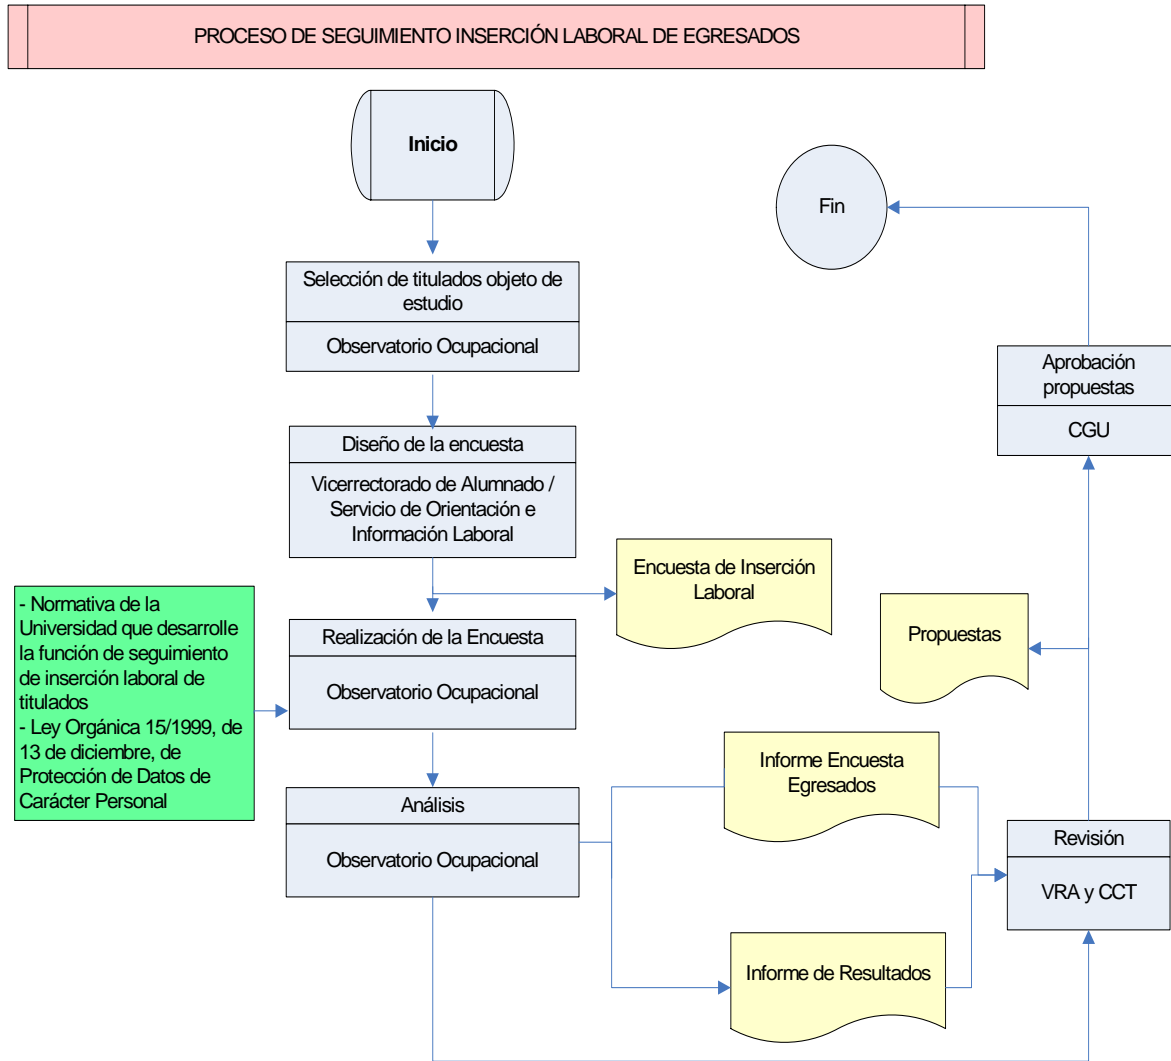 PROCESO DE SEGUIMIENTO INSERCIÓN LABORAL DE EGRESADOS
Inicio
Fin
Selección de titulados objeto de
estudio
Observatorio Ocupacional
Aprobación
propuestas
CGU
Diseño de la encuesta
Vicerrectorado de Alumnado /
Servicio de Orientación e
Información Laboral
Encuesta de Inserción
Laboral
Propuestas
- Normativa de la
Universidad que desarrolle
la función de seguimiento
de inserción laboral de
titulados
- Ley Orgánica 15/1999, de
13 de diciembre, de
Protección de Datos de
Carácter Personal
Realización de la Encuesta
Observatorio Ocupacional
Informe Encuesta
Egresados
Análisis
Observatorio Ocupacional
Revisión
VRA y CCT
Informe de Resultados